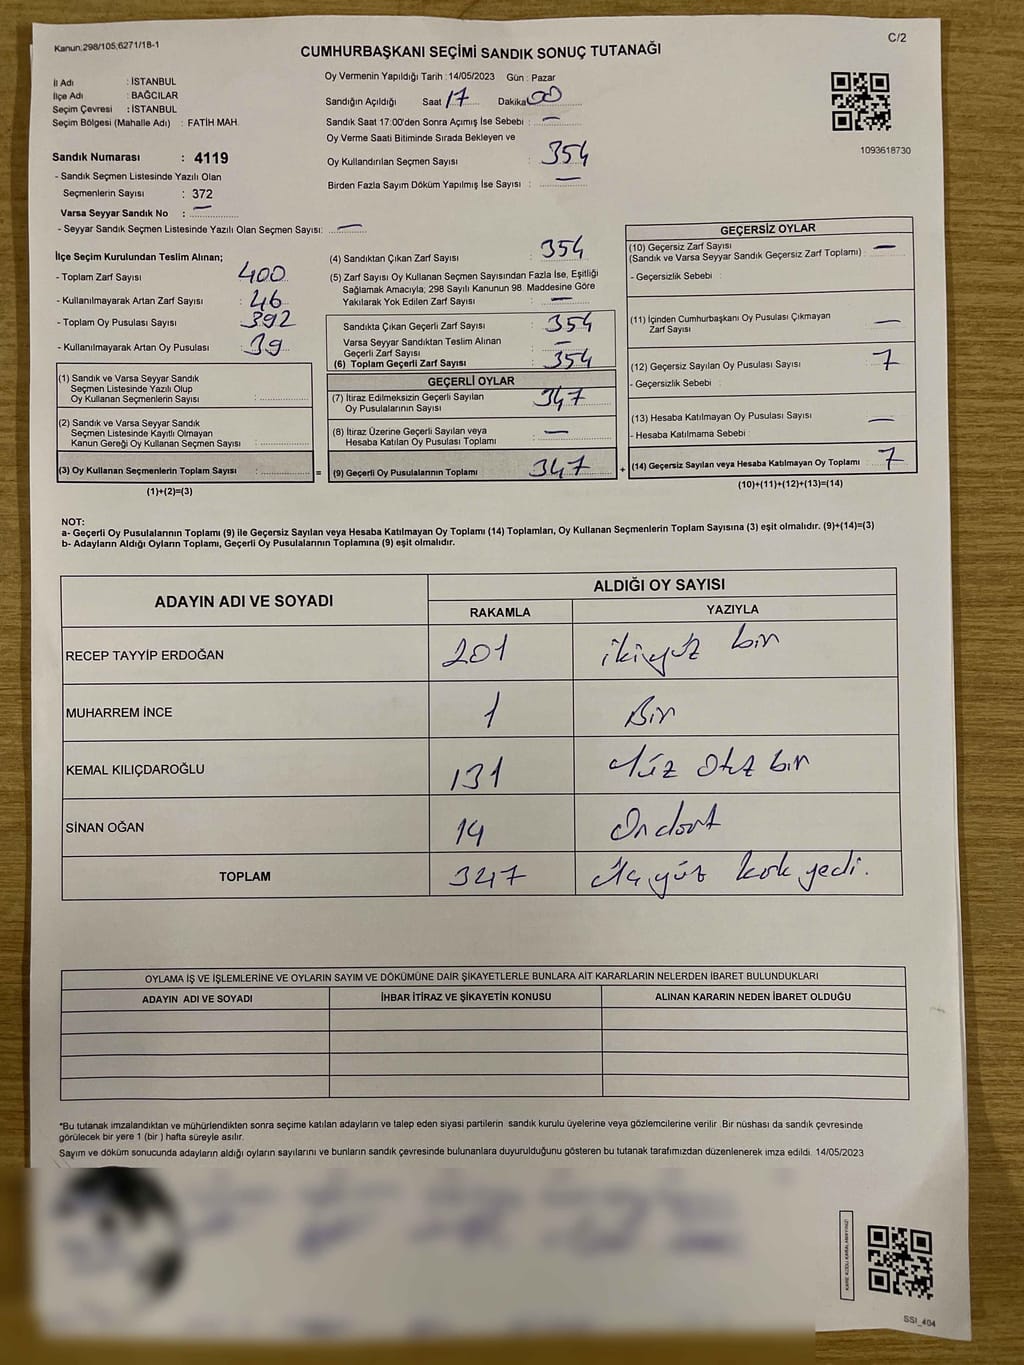 Kanun:298/105;6271/18-1
C/2
CUMHURBAŞKANI SEÇİMİ SANDIK SONUÇ TUTANAĞI
İl Adı : İSTANBUL
İlçe Adı : BAĞCILAR
Seçim Çevresi : İSTANBUL
Seçim Bölgesi (Mahalle Adı) : FATİH MAH.
Sandık Numarası : 4119
- Sandık Seçmen Listesinde Yazılı Olan
Seçmenlerin Sayısı : 372
Varsa Seyyar Sandık No : —
- Seyyar Sandık Seçmen Listesinde Yazılı Olan Seçmen Sayısı: —
Oy Vermenin Yapıldığı Tarih : 14/05/2023 Gün : Pazar
Sandığın Açıldığı Saat 17 Dakika 00
Sandık Saat 17:00'den Sonra Açımış İse Sebebi : —
Oy Verme Saati Bitiminde Sırada Bekleyen ve
Oy Kullandırılan Seçmen Sayısı : 354
Birden Fazla Sayım Döküm Yapılmış İse Sayısı : —
1093618730
İlçe Seçim Kurulundan Teslim Alınan;
- Toplam Zarf Sayısı : 400
- Kullanılmayarak Artan Zarf Sayısı : 46
- Toplam Oy Pusulası Sayısı : 392
- Kullanılmayarak Artan Oy Pusulası : 39
(1) Sandık ve Varsa Seyyar Sandık
Seçmen Listesinde Yazılı Olup
Oy Kullanan Seçmenlerin Sayısı :
(2) Sandık ve Varsa Seyyar Sandık
Seçmen Listesinde Kayıtlı Olmayan
Kanun Gereği Oy Kullanan Seçmen Sayısı :
(3) Oy Kullanan Seçmenlerin Toplam Sayısı :
(1)+(2)=(3)
=
(4) Sandıktan Çıkan Zarf Sayısı : 354
(5) Zarf Sayısı Oy Kullanan Seçmen Sayısından Fazla İse, Eşitliği
Sağlamak Amacıyla; 298 Sayılı Kanunun 98. Maddesine Göre
Yakılarak Yok Edilen Zarf Sayısı : —
Sandıkta Çıkan Geçerli Zarf Sayısı : 354
Varsa Seyyar Sandıktan Teslim Alınan
Geçerli Zarf Sayısı : —
(6) Toplam Geçerli Zarf Sayısı : 354
GEÇERLİ OYLAR
(7) İtiraz Edilmeksizin Geçerli Sayılan
Oy Pusulalarının Sayısı : 347
(8) İtiraz Üzerine Geçerli Sayılan veya
Hesaba Katılan Oy Pusulası Toplamı : —
(9) Geçerli Oy Pusulalarının Toplamı : 347
+
GEÇERSİZ OYLAR
(10) Geçersiz Zarf Sayısı
(Sandık ve Varsa Seyyar Sandık Geçersiz Zarf Toplamı) : —
- Geçersizlik Sebebi :
(11) İçinden Cumhurbaşkanı Oy Pusulası Çıkmayan
Zarf Sayısı : —
(12) Geçersiz Sayılan Oy Pusulası Sayısı : 7
- Geçersizlik Sebebi :
(13) Hesaba Katılmayan Oy Pusulası Sayısı : —
- Hesaba Katılmama Sebebi :
(14) Geçersiz Sayılan veya Hesaba Katılmayan Oy Toplamı : 7
(10)+(11)+(12)+(13)=(14)
NOT:
a- Geçerli Oy Pusulalarının Toplamı (9) ile Geçersiz Sayılan veya Hesaba Katılmayan Oy Toplamı (14) Toplamları, Oy Kullanan Seçmenlerin Toplam Sayısına (3) eşit olmalıdır. (9)+(14)=(3)
b- Adayların Aldığı Oyların Toplamı, Geçerli Oy Pusulalarının Toplamına (9) eşit olmalıdır.
ADAYIN ADI VE SOYADI
ALDIĞI OY SAYISI
RAKAMLA YAZIYLA
RECEP TAYYİP ERDOĞAN 201 ikiyüz bir
MUHARREM İNCE 1 Bir
KEMAL KILIÇDAROĞLU 131 Yüz otuz bir
SİNAN OĞAN 14 Ondört
TOPLAM 347 Üçyüz kırk yedi.
OYLAMA İŞ VE İŞLEMLERİNE VE OYLARIN SAYIM VE DÖKÜMÜNE DAİR ŞİKAYETLERLE BUNLARA AİT KARARLARIN NELERDEN İBARET BULUNDUKLARI
ADAYIN ADI VE SOYADI İHBAR İTİRAZ VE ŞİKAYETİN KONUSU ALINAN KARARIN NEDEN İBARET OLDUĞU
*Bu tutanak imzalandıktan ve mühürlendikten sonra seçime katılan adayların ve talep eden siyasi partilerin sandık kurulu üyelerine veya gözlemcilerine verilir. Bir nüshası da sandık çevresinde
görülecek bir yere 1 (bir ) hafta süreyle asılır.
Sayım ve döküm sonucunda adayların aldığı oyların sayılarını ve bunların sandık çevresinde bulunanlara duyurulduğunu gösteren bu tutanak tarafımızdan düzenlenerek imza edildi. 14/05/2023
KARE KODU KARALAMAYINIZ!
SSI_404